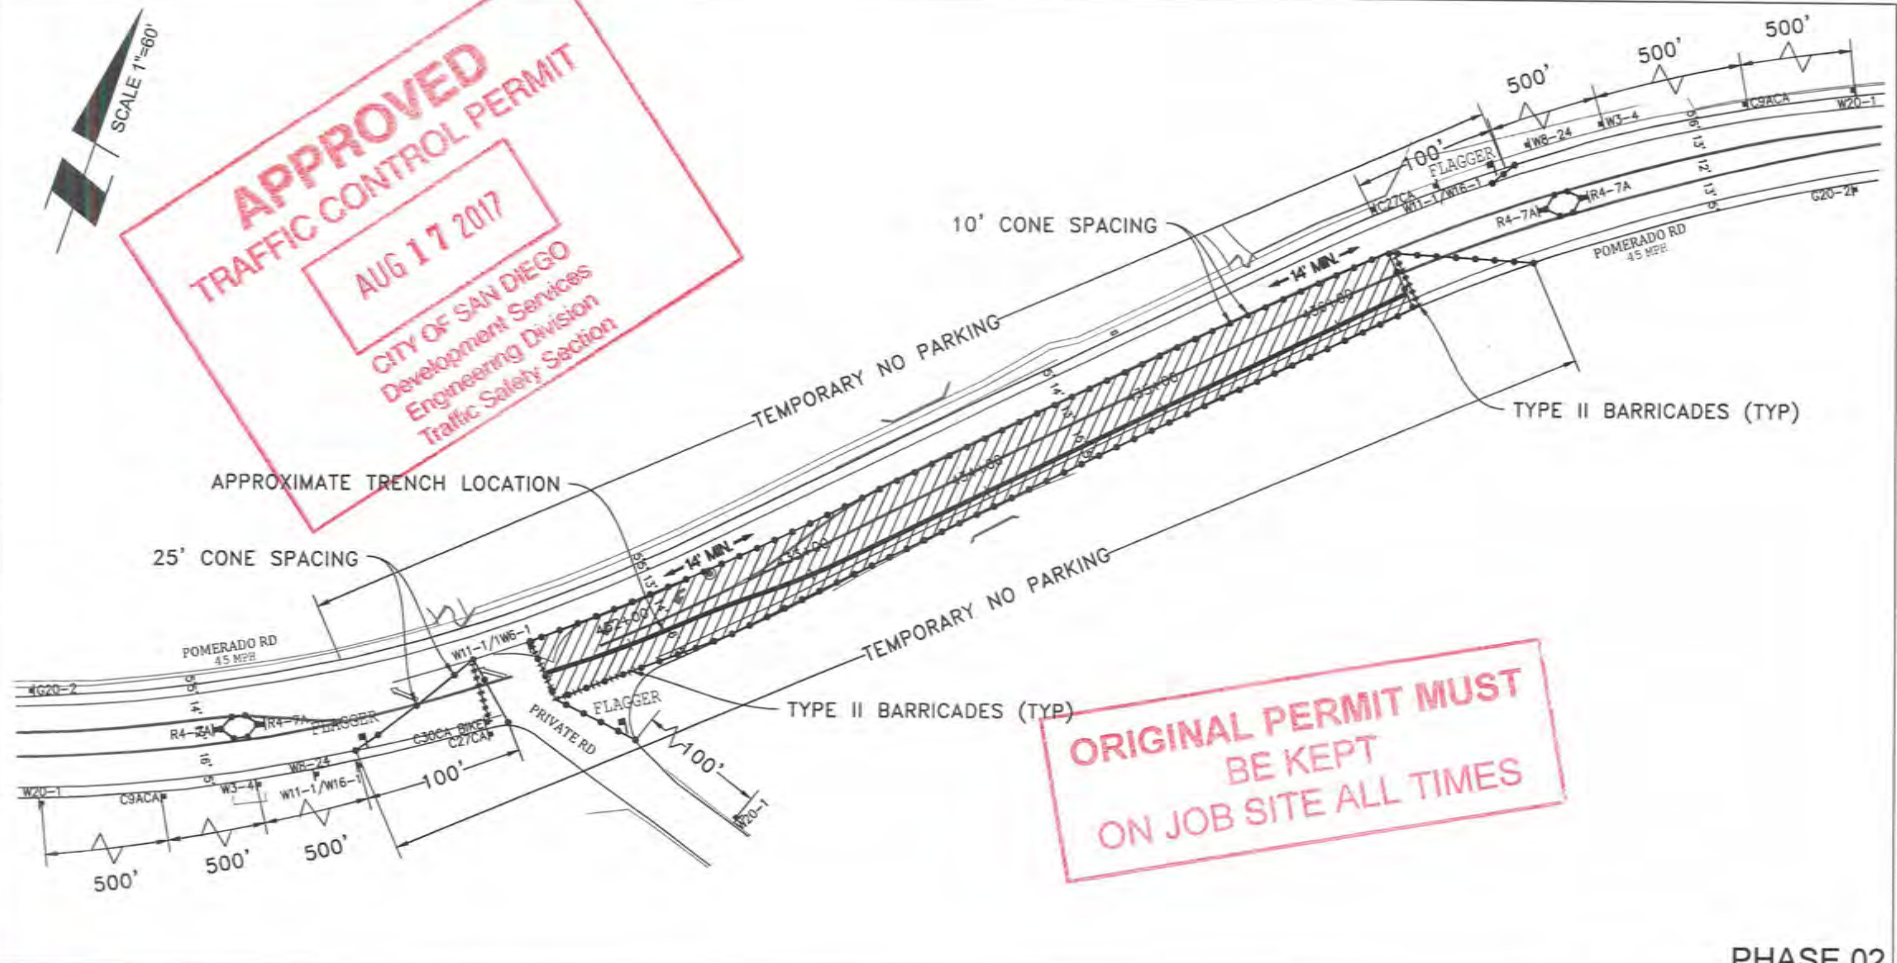 SCALE 1"=60'
APPROVED
TRAFFIC CONTROL PERMIT
AUG 17 2017
CITY OF SAN DIEGO
Development Services
Engineering Division
Traffic Safety Section
500'
500'
500'
C9ACA
W20-1
W3-4
W8-24
100'
FLAGGER
C27CA
W11-1/W16-1
R4-7A
R4-7A
5'
13'
12'
13'
5'
G20-2
POMERADO RD
45 MPH
10' CONE SPACING
14' MIN.
TEMPORARY NO PARKING
TYPE II BARRICADES (TYP)
APPROXIMATE TRENCH LOCATION
25' CONE SPACING
14' MIN.
TEMPORARY NO PARKING
POMERADO RD
45 MPH
G20-2
W11-1/1W6-1
FLAGGER
TYPE II BARRICADES (TYP)
PRIVATE RD
R4-7A
FLAGGER
C30CA BIKE
C27CA
W8-24
W20-1
C9ACA
W3-4
W11-1/W16-1
100'
100'
W20-1
500'
500'
500'
ORIGINAL PERMIT MUST
BE KEPT
ON JOB SITE ALL TIMES
PHASE 02